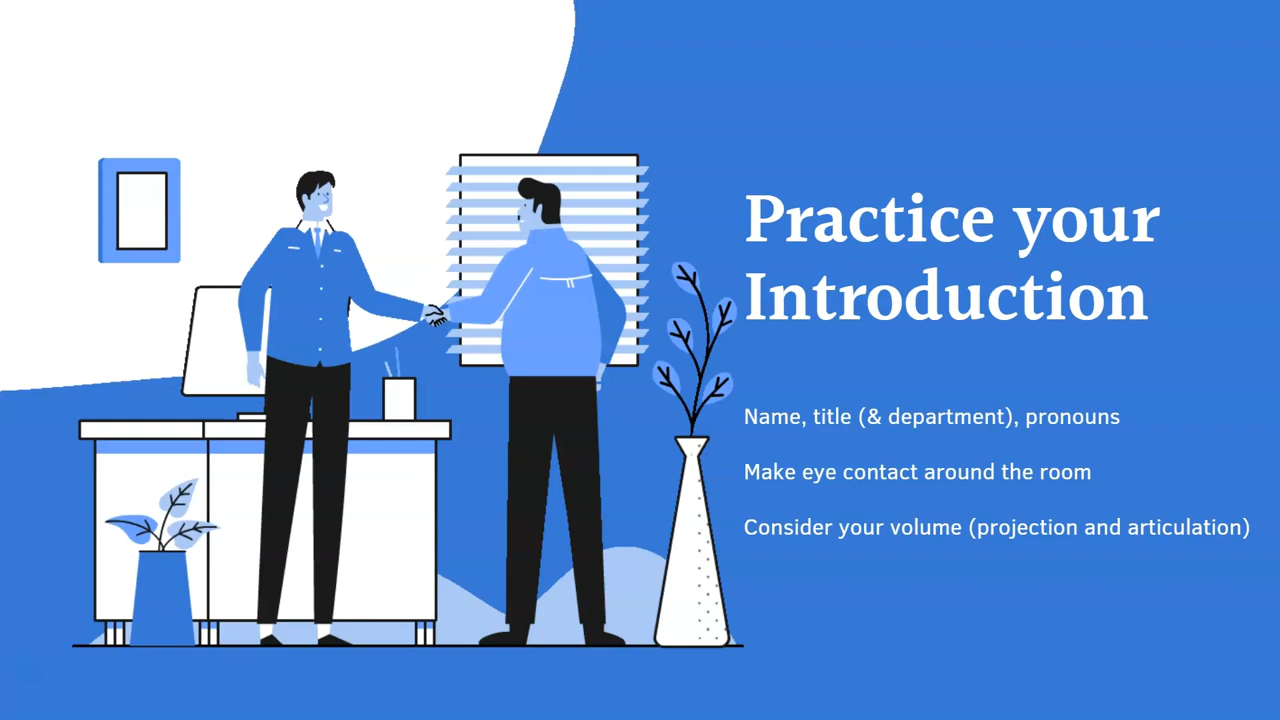 Practice your
Introduction
Name, title (& department), pronouns
Make eye contact around the room
Consider your volume (projection and articulation)